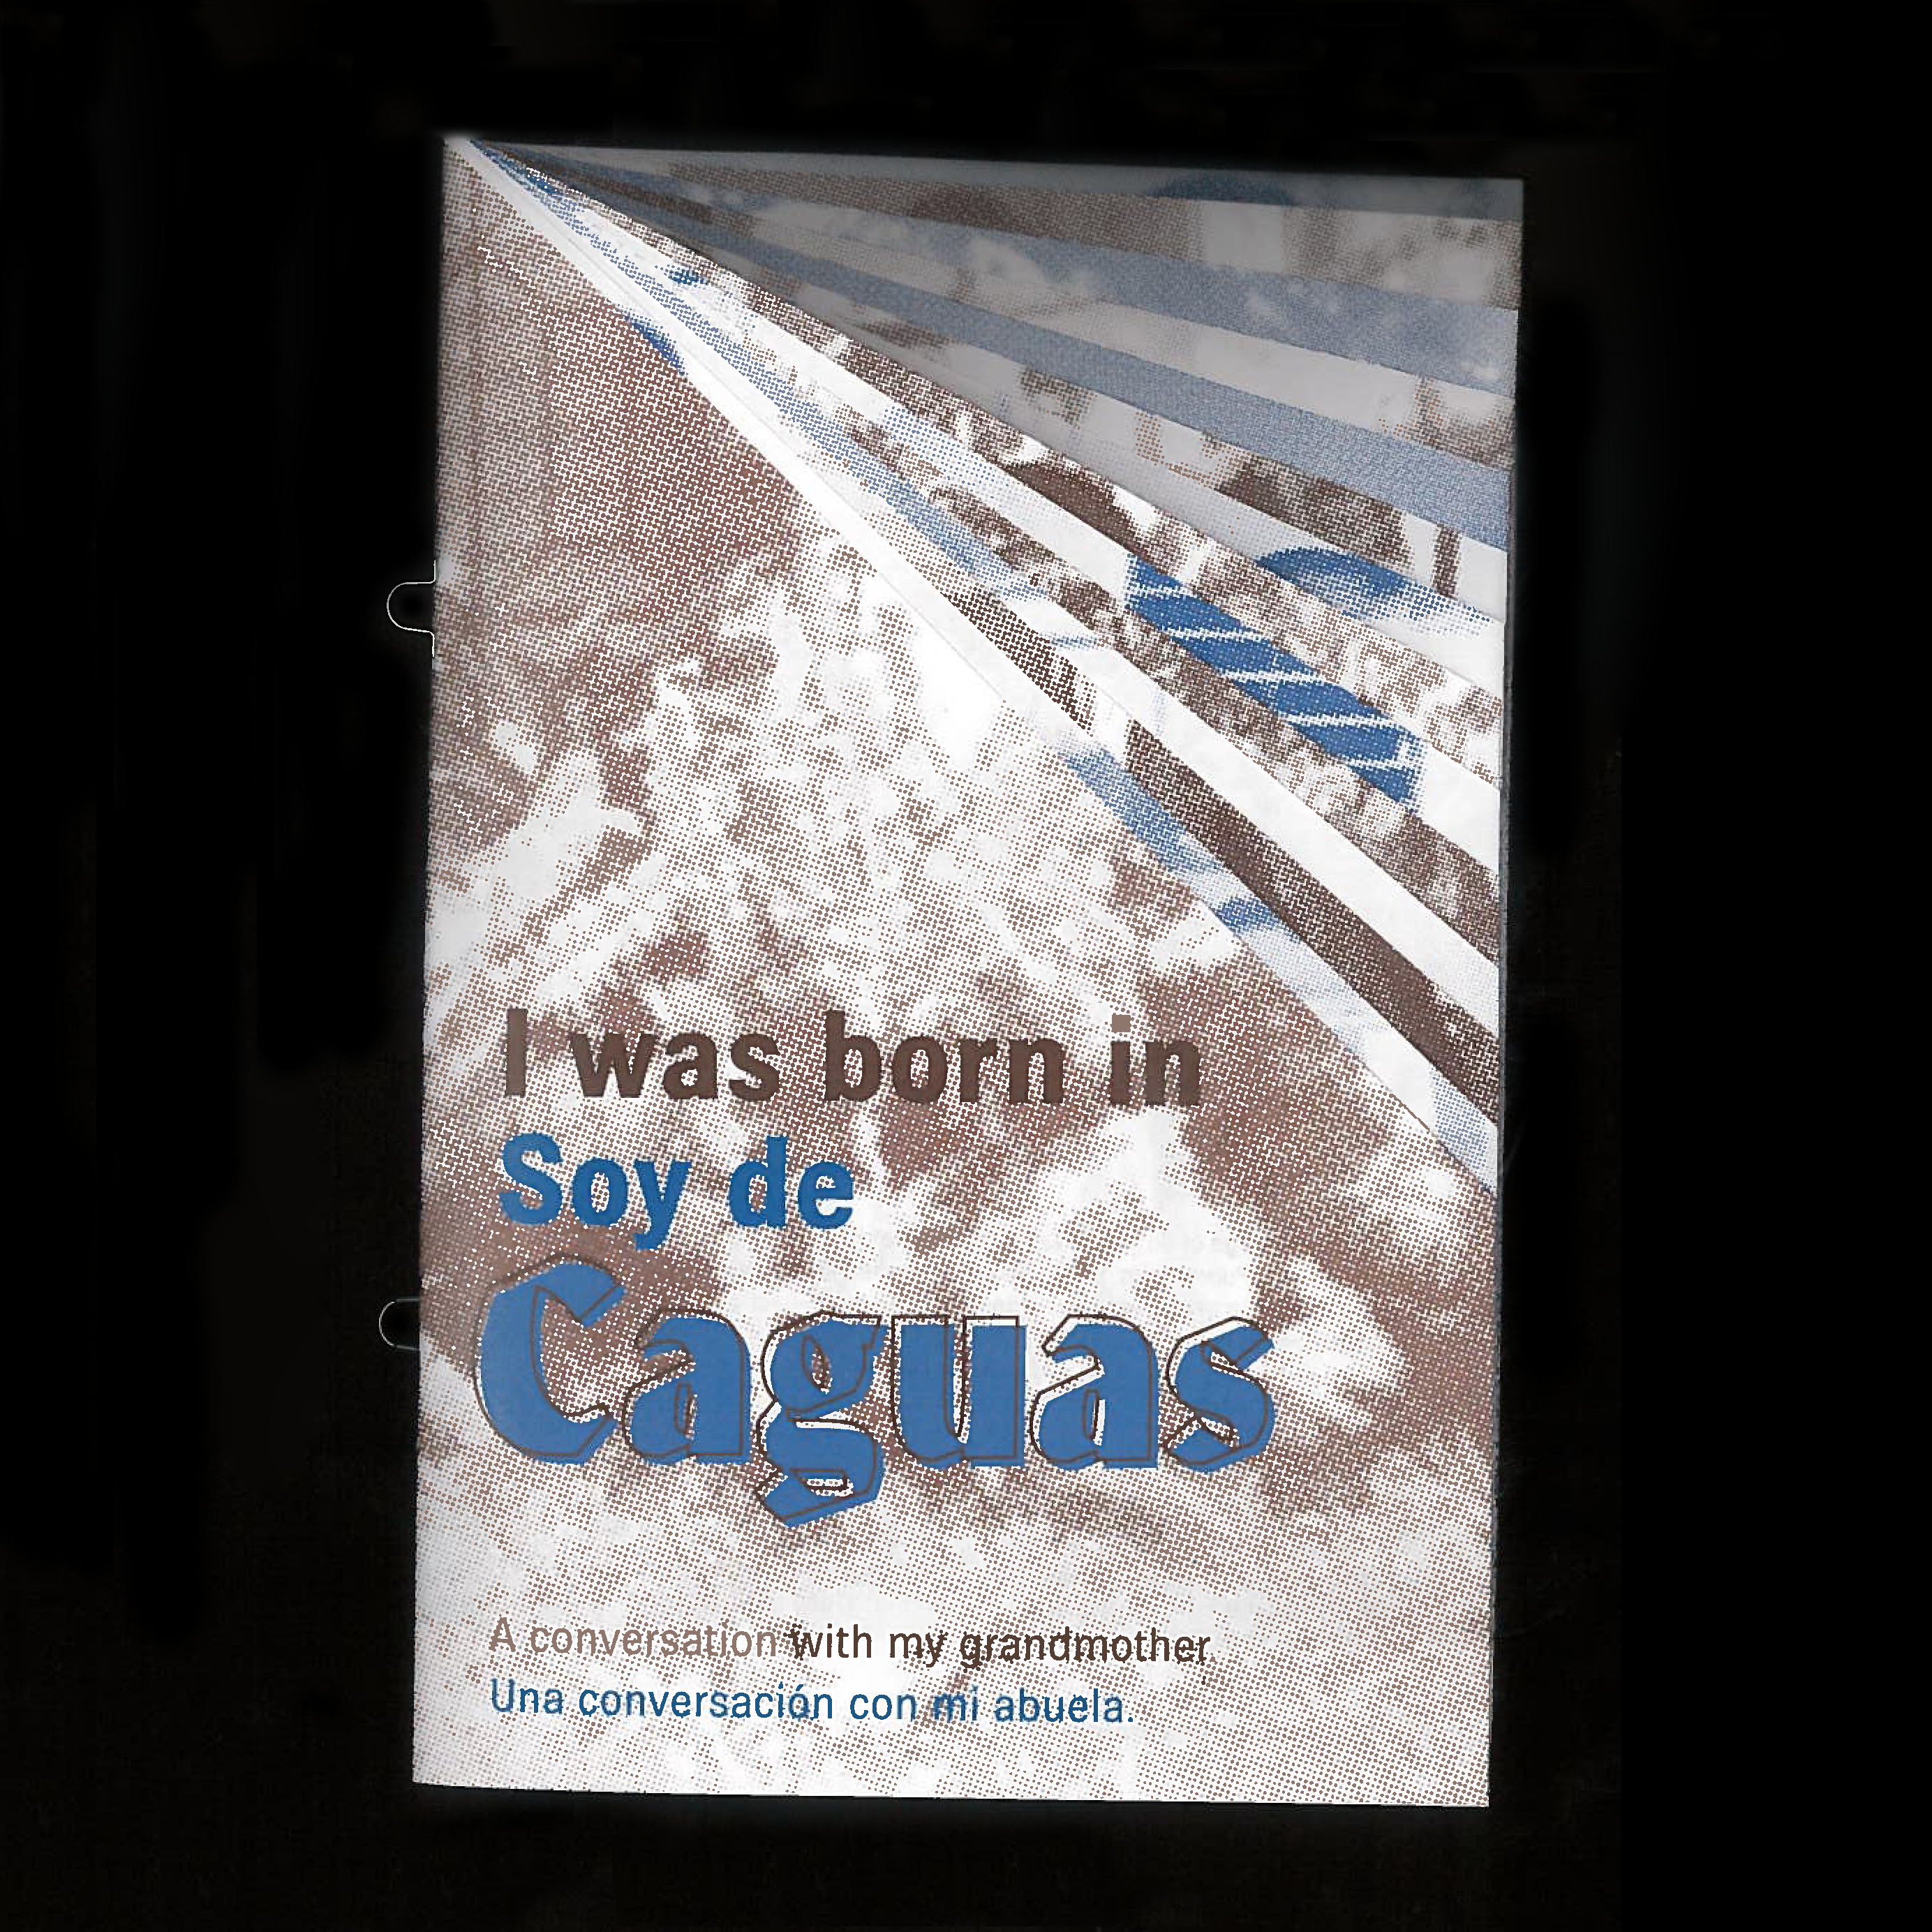 I was born in
Soy de
Caguas
A conversation with my grandmother.
Una conversación con mi abuela.